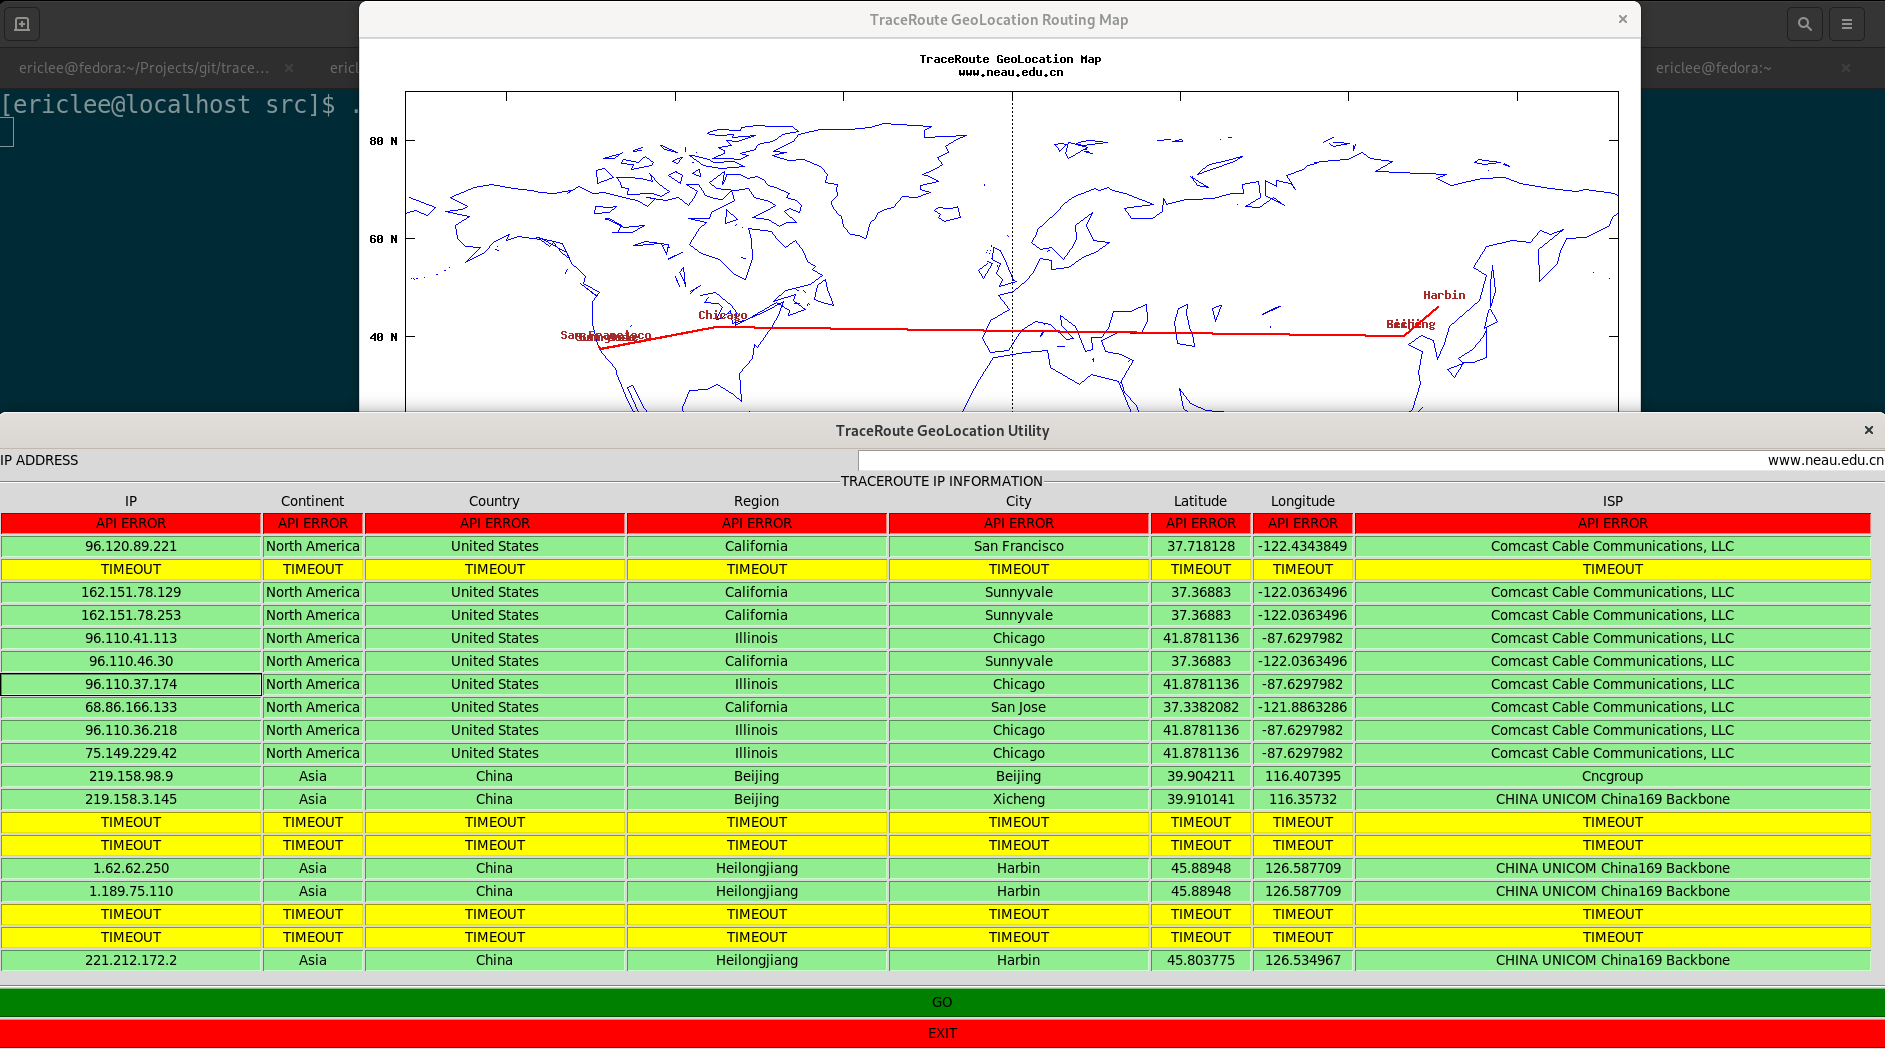 TraceRoute GeoLocation Routing Map ×
ericlee@fedora:~/Projects/git/trace... ×
ericl
ericlee@fedora:~ ×
[ericlee@localhost src]$ .
TraceRoute GeoLocation Map
www.neau.edu.cn
80 N
60 N
40 N
Harbin
Chicago
San Francisco
TraceRoute GeoLocation Utility ×
IP ADDRESS www.neau.edu.cn
TRACEROUTE IP INFORMATION
IP Continent Country Region City Latitude Longitude ISP
API ERROR API ERROR API ERROR API ERROR API ERROR API ERROR API ERROR API ERROR
96.120.89.221 North America United States California San Francisco 37.718128 -122.4343849 Comcast Cable Communications, LLC
TIMEOUT TIMEOUT TIMEOUT TIMEOUT TIMEOUT TIMEOUT TIMEOUT TIMEOUT
162.151.78.129 North America United States California Sunnyvale 37.36883 -122.0363496 Comcast Cable Communications, LLC
162.151.78.253 North America United States California Sunnyvale 37.36883 -122.0363496 Comcast Cable Communications, LLC
96.110.41.113 North America United States Illinois Chicago 41.8781136 -87.6297982 Comcast Cable Communications, LLC
96.110.46.30 North America United States California Sunnyvale 37.36883 -122.0363496 Comcast Cable Communications, LLC
96.110.37.174 North America United States Illinois Chicago 41.8781136 -87.6297982 Comcast Cable Communications, LLC
68.86.166.133 North America United States California San Jose 37.3382082 -121.8863286 Comcast Cable Communications, LLC
96.110.36.218 North America United States Illinois Chicago 41.8781136 -87.6297982 Comcast Cable Communications, LLC
75.149.229.42 North America United States Illinois Chicago 41.8781136 -87.6297982 Comcast Cable Communications, LLC
219.158.98.9 Asia China Beijing Beijing 39.904211 116.407395 Cncgroup
219.158.3.145 Asia China Beijing Xicheng 39.910141 116.35732 CHINA UNICOM China169 Backbone
TIMEOUT TIMEOUT TIMEOUT TIMEOUT TIMEOUT TIMEOUT TIMEOUT TIMEOUT
TIMEOUT TIMEOUT TIMEOUT TIMEOUT TIMEOUT TIMEOUT TIMEOUT TIMEOUT
1.62.62.250 Asia China Heilongjiang Harbin 45.88948 126.587709 CHINA UNICOM China169 Backbone
1.189.75.110 Asia China Heilongjiang Harbin 45.88948 126.587709 CHINA UNICOM China169 Backbone
TIMEOUT TIMEOUT TIMEOUT TIMEOUT TIMEOUT TIMEOUT TIMEOUT TIMEOUT
TIMEOUT TIMEOUT TIMEOUT TIMEOUT TIMEOUT TIMEOUT TIMEOUT TIMEOUT
221.212.172.2 Asia China Heilongjiang Harbin 45.803775 126.534967 CHINA UNICOM China169 Backbone
GO
EXIT